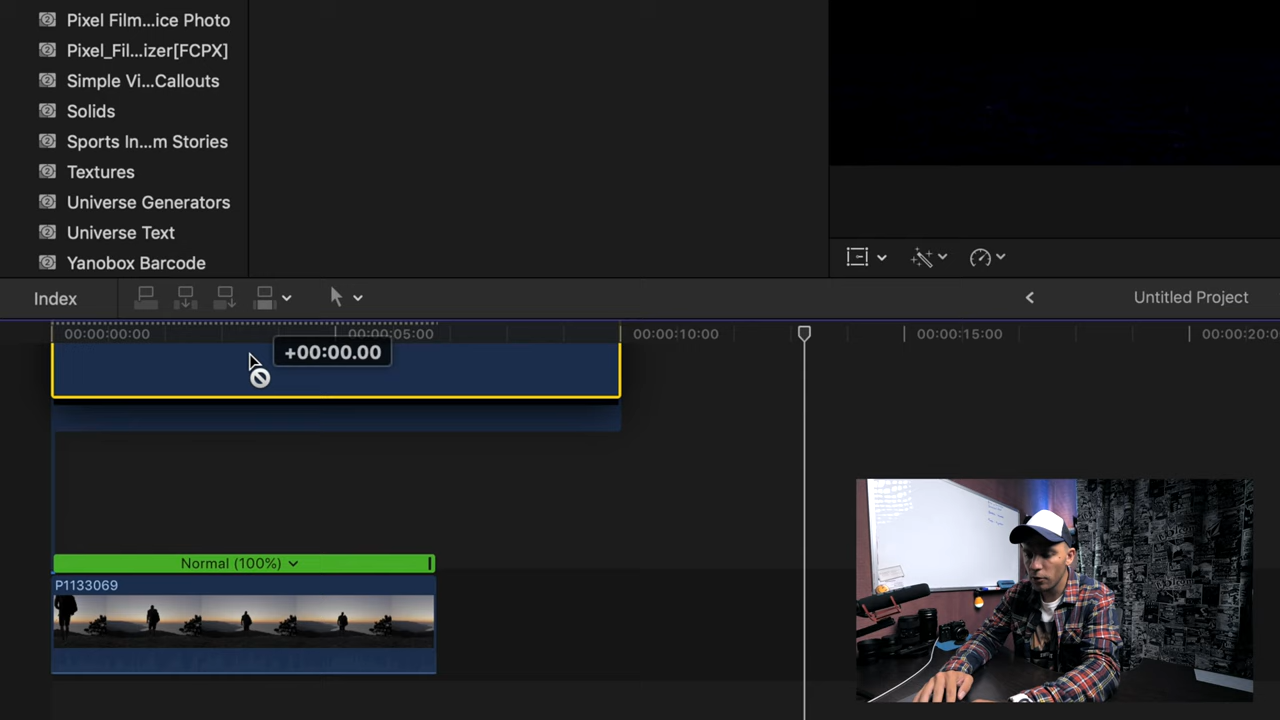 Pixel Film...ice Photo
Pixel_Fil...izer[FCPX]
Simple Vi...Callouts
Solids
Sports In...m Stories
Textures
Universe Generators
Universe Text
Yanobox Barcode
Index
Untitled Project
00:00:00:00
00:00:05:00
00:00:10:00
00:00:15:00
00:00:20:0
+00:00.00
Normal (100%)
P1133069